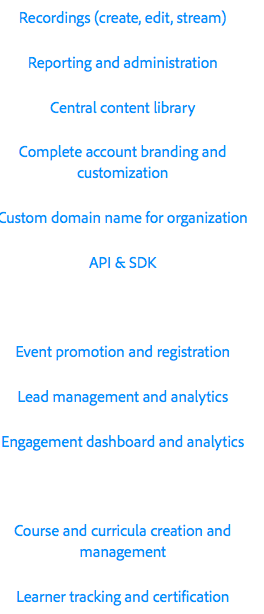 Recordings (create, edit, stream)
Reporting and administration
Central content library
Complete account branding and
customization
Custom domain name for organization
API & SDK
Event promotion and registration
Lead management and analytics
Engagement dashboard and analytics
Course and curricula creation and
management
Learner tracking and certification